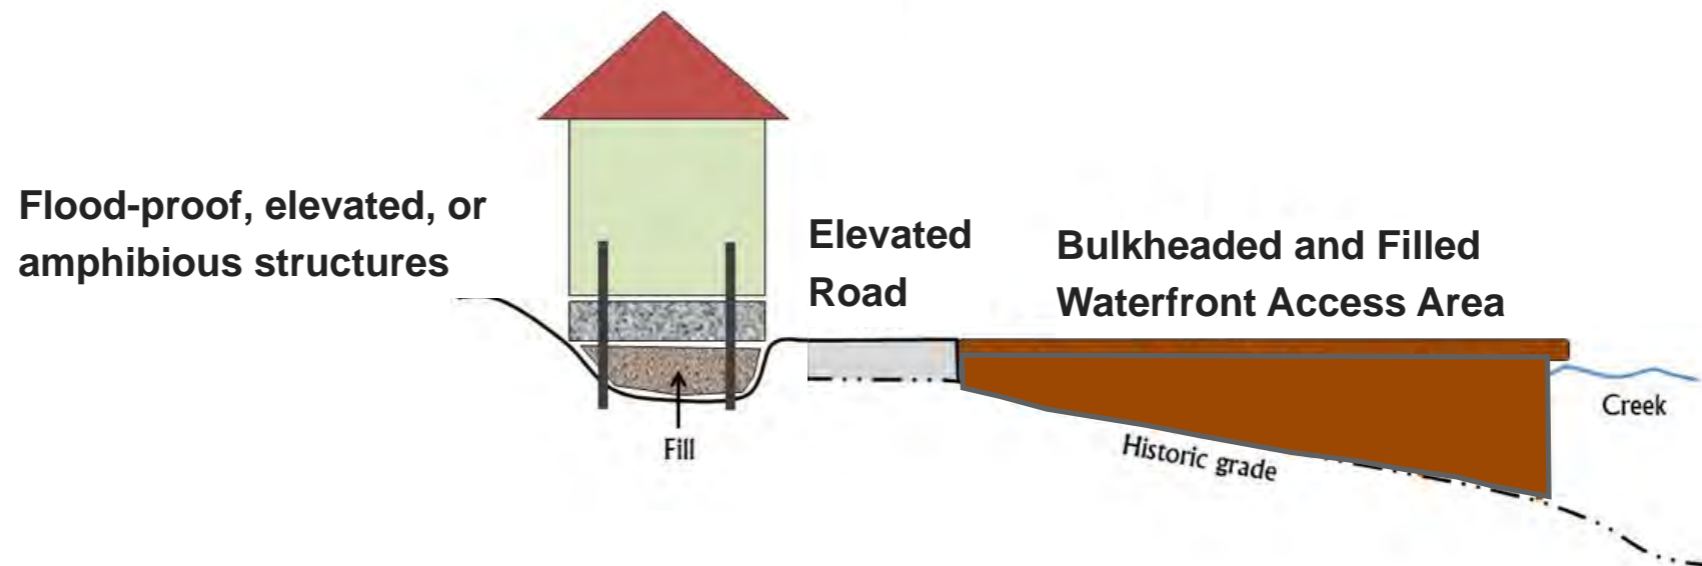 Flood-proof, elevated, or
amphibious structures
Elevated
Road
Bulkheaded and Filled
Waterfront Access Area
Creek
Fill
Historic grade